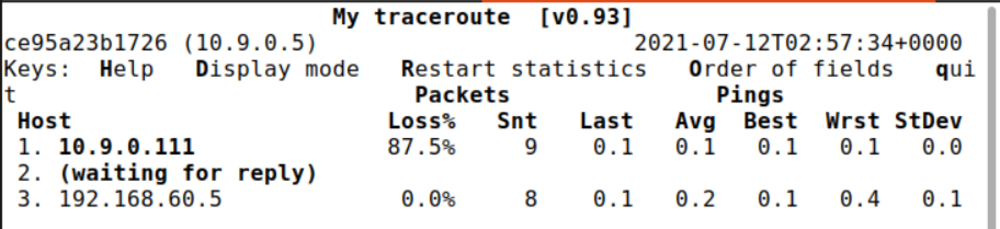 My traceroute  [v0.93]
ce95a23b1726 (10.9.0.5)                    2021-07-12T02:57:34+0000
Keys:  Help   Display mode   Restart statistics   Order of fields   qui
t                             Packets               Pings
 Host                       Loss%   Snt   Last   Avg  Best  Wrst StDev
 1. 10.9.0.111              87.5%     9    0.1   0.1   0.1   0.1   0.0
 2. (waiting for reply)
 3. 192.168.60.5             0.0%     8    0.1   0.2   0.1   0.4   0.1